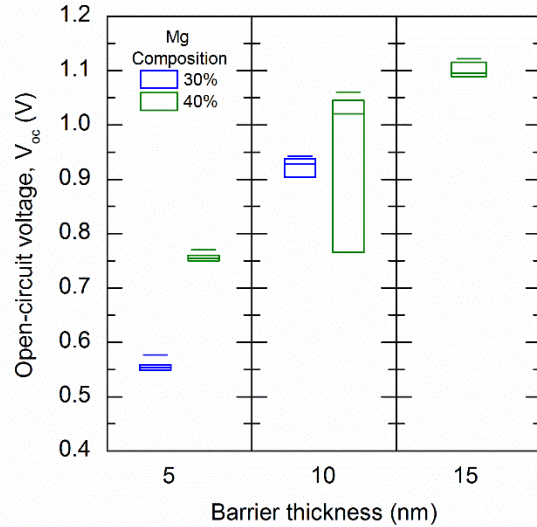 1.2
1.1
1.0
0.9
0.8
0.7
0.6
0.5
0.4
Open-circuit voltage, Voc (V)
Mg
Composition
30%
40%
5 10 15
Barrier thickness (nm)